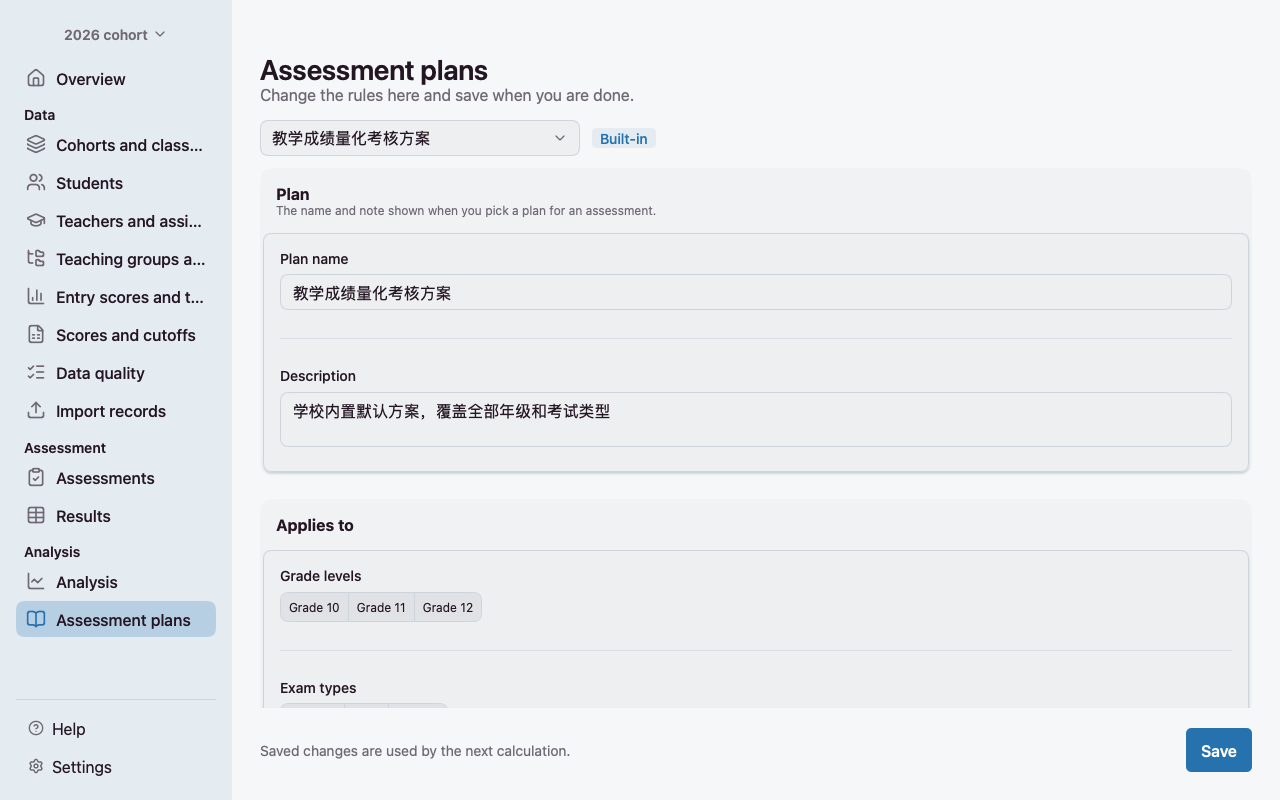 2026 cohort
Overview
Data
Cohorts and class...
Students
Teachers and assi...
Teaching groups a...
Entry scores and t...
Scores and cutoffs
Data quality
Import records
Assessment
Assessments
Results
Analysis
Analysis
Assessment plans
Help
Settings
Assessment plans
Change the rules here and save when you are done.
教学成绩量化考核方案
Built-in
Plan
The name and note shown when you pick a plan for an assessment.
Plan name
教学成绩量化考核方案
Description
学校内置默认方案，覆盖全部年级和考试类型
Applies to
Grade levels
Grade 10 Grade 11 Grade 12
Exam types
Saved changes are used by the next calculation.
Save